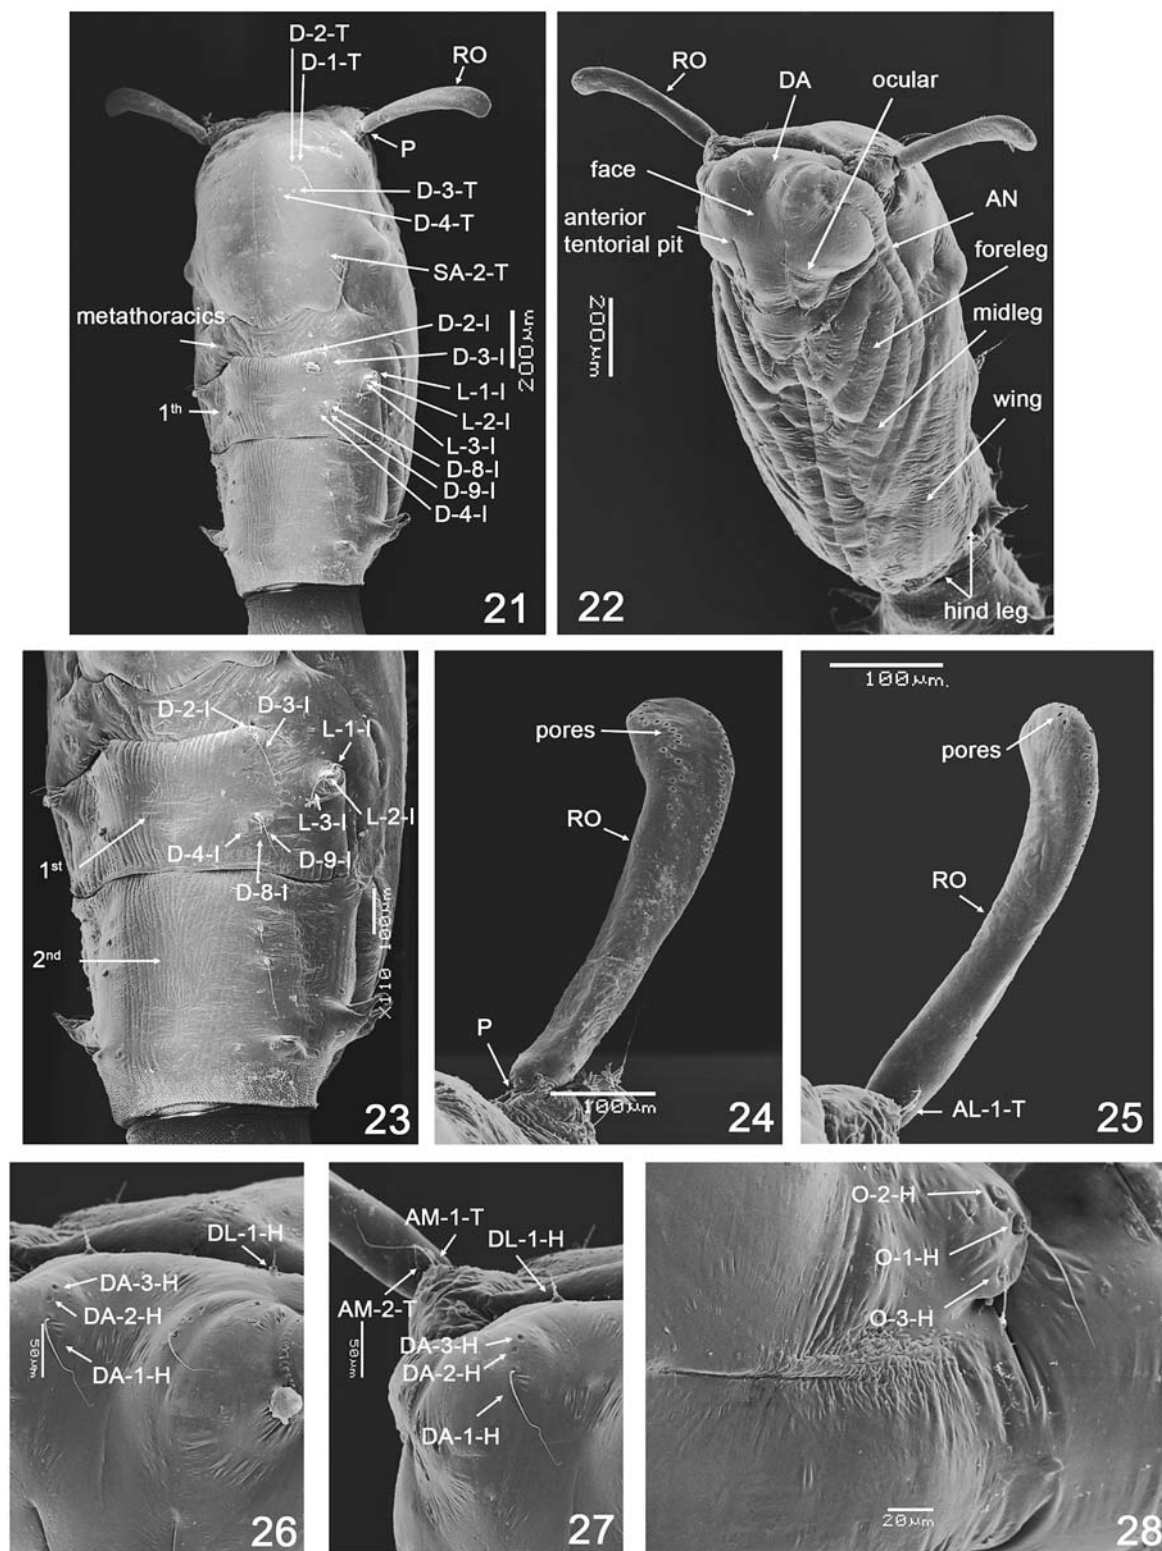 D-2-T
D-1-T
RO
P
D-3-T
D-4-T
SA-2-T
metathoracics
D-2-I
D-3-I
200µm
1th
L-1-I
L-2-I
L-3-I
D-8-I
D-9-I
D-4-I
21
RO
DA
ocular
face
AN
anterior
tentorial pit
foreleg
200µm
midleg
wing
22
hind leg
D-2-I
D-3-I
L-1-I
L-3-I
L-2-I
D-4-I
D-9-I
1st
D-8-I
2nd
X110 100µm
23
pores
RO
P
100µm
24
100µm.
pores
RO
AL-1-T
25
DL-1-H
DA-3-H
DA-2-H
50µm
DA-1-H
26
AM-1-T
DL-1-H
AM-2-T
DA-3-H
50µm
DA-2-H
DA-1-H
27
O-2-H
O-1-H
O-3-H
20µm
28